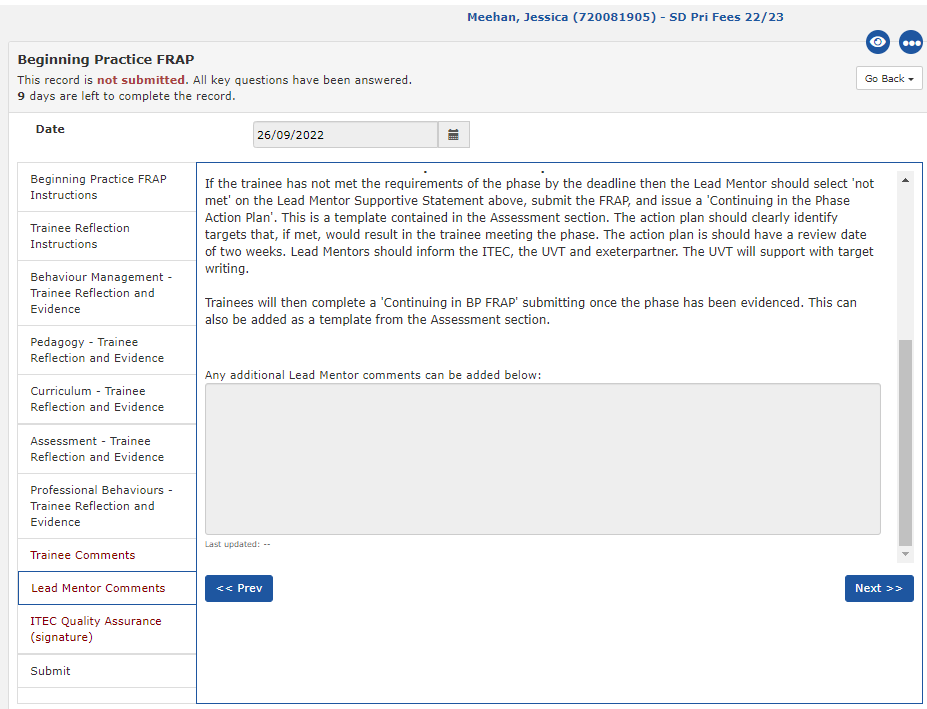 Meehan, Jessica (720081905) - SD Pri Fees 22/23
Beginning Practice FRAP
This record is not submitted. All key questions have been answered.
9 days are left to complete the record.
Go Back
Date
26/09/2022
Beginning Practice FRAP
Instructions
Trainee Reflection
Instructions
Behaviour Management -
Trainee Reflection and
Evidence
Pedagogy - Trainee
Reflection and Evidence
Curriculum - Trainee
Reflection and Evidence
Assessment - Trainee
Reflection and Evidence
Professional Behaviours -
Trainee Reflection and
Evidence
Trainee Comments
Lead Mentor Comments
ITEC Quality Assurance
(signature)
Submit
If the trainee has not met the requirements of the phase by the deadline then the Lead Mentor should select 'not
met' on the Lead Mentor Supportive Statement above, submit the FRAP, and issue a 'Continuing in the Phase
Action Plan'. This is a template contained in the Assessment section. The action plan should clearly identify
targets that, if met, would result in the trainee meeting the phase. The action plan is should have a review date
of two weeks. Lead Mentors should inform the ITEC, the UVT and exeterpartner. The UVT will support with target
writing.
Trainees will then complete a 'Continuing in BP FRAP' submitting once the phase has been evidenced. This can
also be added as a template from the Assessment section.
Any additional Lead Mentor comments can be added below:
Last updated: --
<< Prev
Next >>